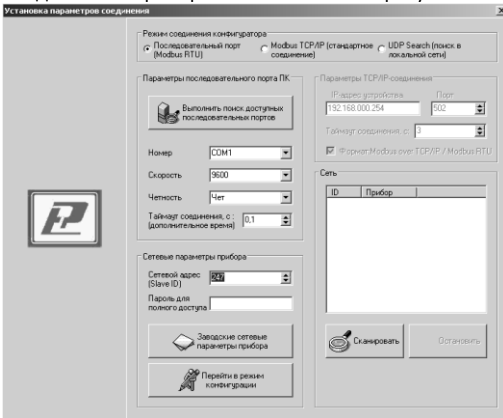 Установка параметров соединения
Режим соединения конфигуратора
Последовательный порт
(Modbus RTU)
Modbus TCP/IP (стандартное
соединение)
UDP Search (поиск в
локальной сети)
Параметры последовательного порта ПК
Выполнить поиск доступных
последовательных портов
Номер
COM1
Скорость
9600
Четность
Чет
Таймаут соединения, с :
(дополнительное время)
0,1
Параметры TCP/IP-соединения
IP-адрес устройства
Порт
192.168.000.254
502
Таймаут соединения, с:
3
Формат Modbus over TCP/IP / Modbus RTU
Сеть
ID
Прибор
Сетевые параметры прибора
Сетевой адрес
(Slave ID)
247
Пароль для
полного доступа
Заводские сетевые
параметры прибора
Перейти в режим
конфигурации
Сканировать
Остановить